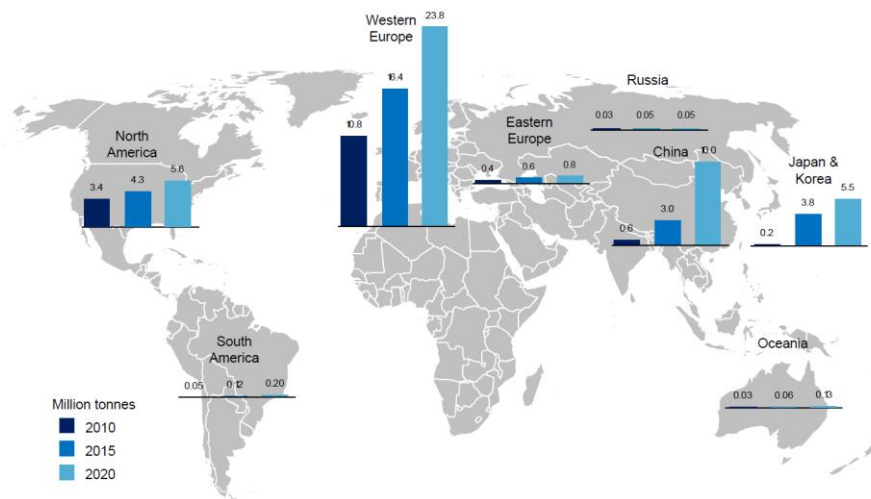 Western
Europe
23.8
16.4
10.8
Russia
0.03 0.05 0.05
Eastern
Europe
0.4 0.6 0.8
North
America
3.4 4.3 5.6
China
0.6 3.0 10.0
Japan &
Korea
0.2 3.8 5.5
South
America
0.05 0.12 0.20
Oceania
0.03 0.06 0.13
Million tonnes
2010
2015
2020